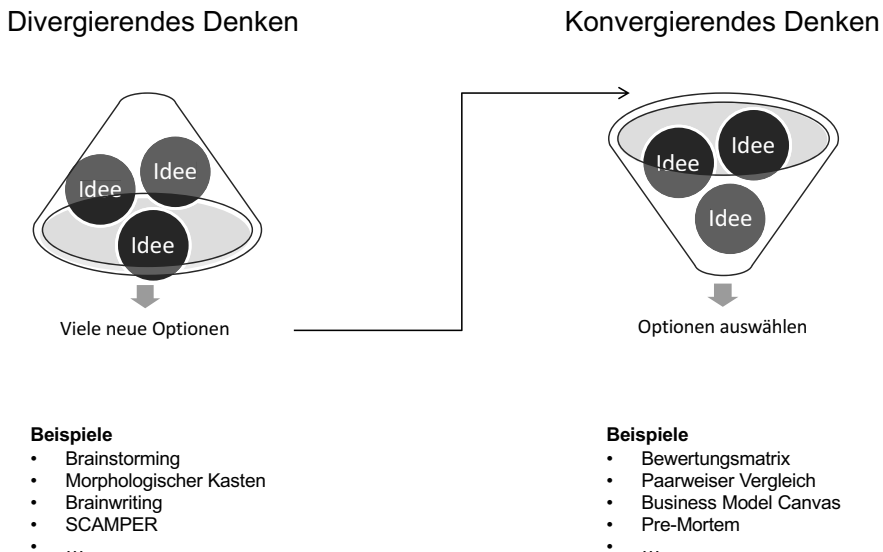 Divergierendes Denken
Idee
Idee
Idee
Viele neue Optionen
Beispiele
• Brainstorming
• Morphologischer Kasten
• Brainwriting
• SCAMPER
• ...
Konvergierendes Denken
Idee
Idee
Idee
Optionen auswählen
Beispiele
• Bewertungsmatrix
• Paarweiser Vergleich
• Business Model Canvas
• Pre-Mortem
• ...